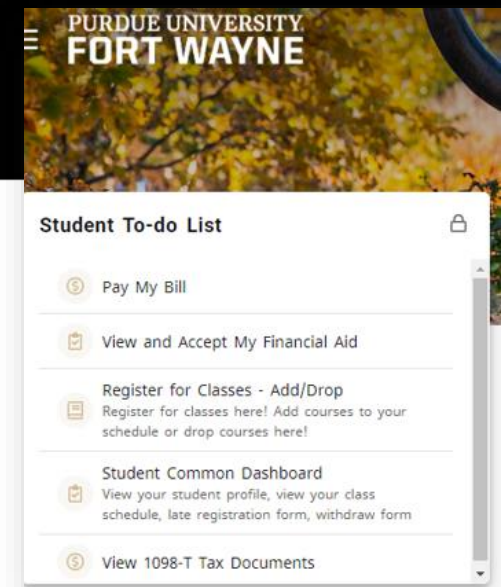 PURDUE UNIVERSITY
FORT WAYNE
Student To-do List
Pay My Bill
View and Accept My Financial Aid
Register for Classes - Add/Drop
Register for classes here! Add courses to your
schedule or drop courses here!
Student Common Dashboard
View your student profile, view your class
schedule, late registration form, withdraw form
View 1098-T Tax Documents